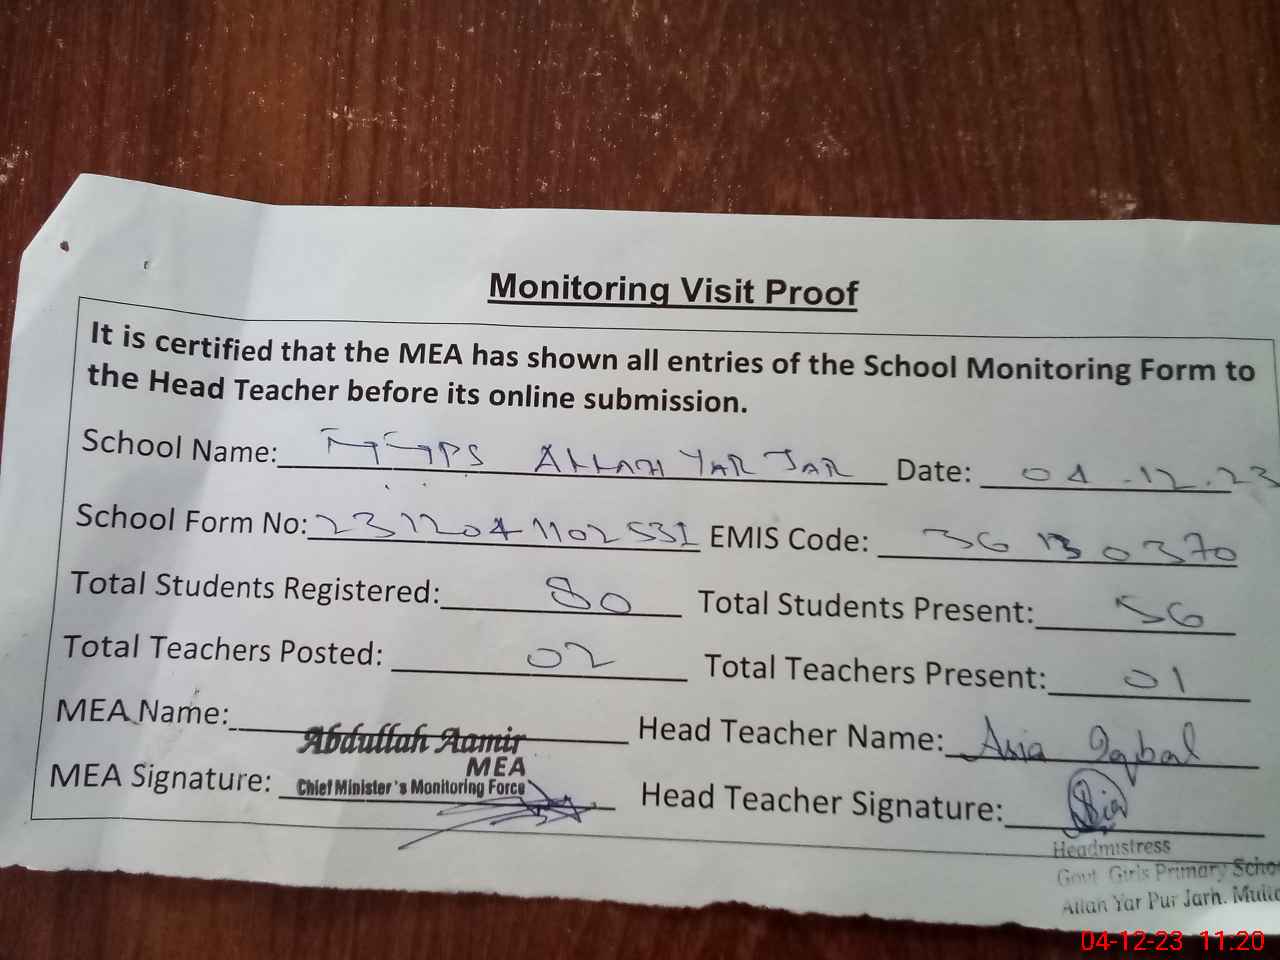 Monitoring Visit Proof
It is certified that the MEA has shown all entries of the School Monitoring Form to
the Head Teacher before its online submission.
School Name: GGPS ALLAH YAR JAR Date: 04.12.23
School Form No: 2312041102531 EMIS Code: 36130370
Total Students Registered: 80 Total Students Present: 56
Total Teachers Posted: 02 Total Teachers Present: 01
MEA Name: Abdullah Aamir Head Teacher Name: Asia Iqbal
MEA
MEA Signature: Chief Minister's Monitoring Force Head Teacher Signature: Asia
Headmistress
Govt Girls Primary Schoo
Allah Yar Pur Jarh. Multa
04-12-23 11:20